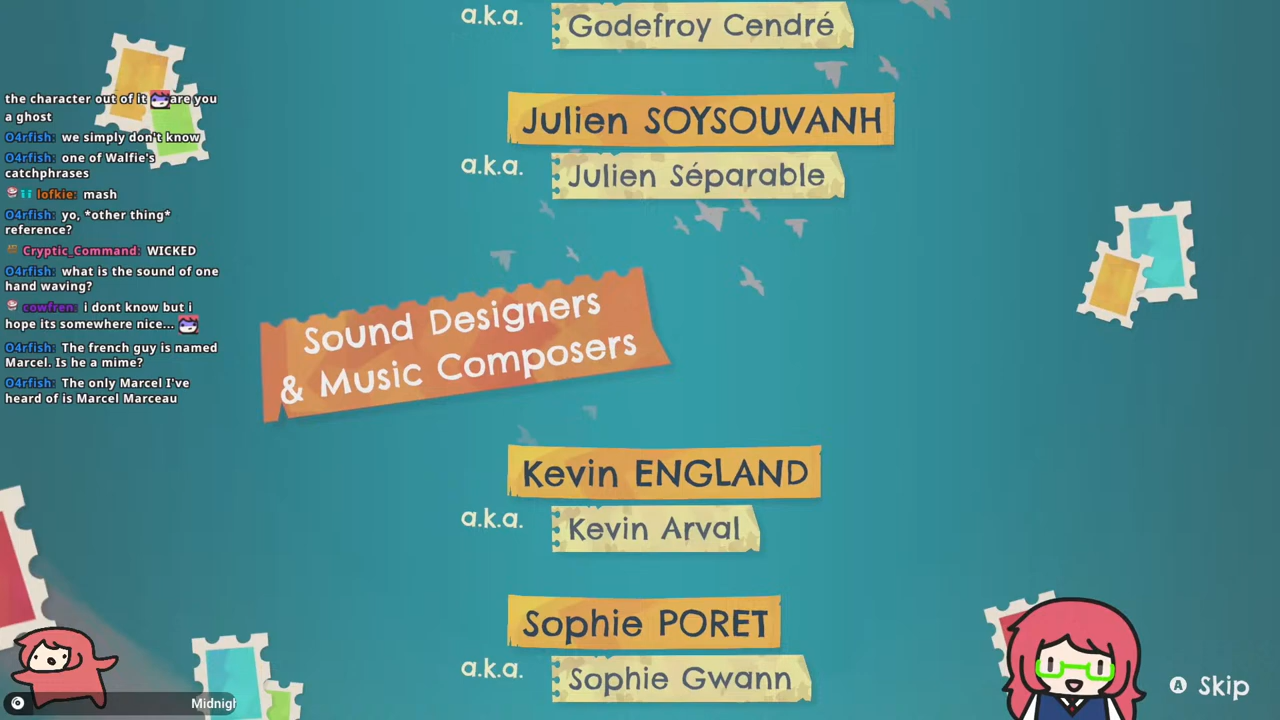 the character out of it are you
a ghost
O4rfish: we simply don't know
O4rfish: one of Walfie's
catchphrases
lofkie: mash
O4rfish: yo, *other thing*
reference?
Cryptic_Command: WICKED
O4rfish: what is the sound of one
hand waving?
cowfren: i dont know but i
hope its somewhere nice...
O4rfish: The french guy is named
Marcel. Is he a mime?
O4rfish: The only Marcel I've
heard of is Marcel Marceau
a.k.a. Godefroy Cendré
Julien SOYSOUVANH
a.k.a. Julien Séparable
Sound Designers
& Music Composers
Kevin ENGLAND
a.k.a. Kevin Arval
Sophie PORET
a.k.a. Sophie Gwann
A Skip